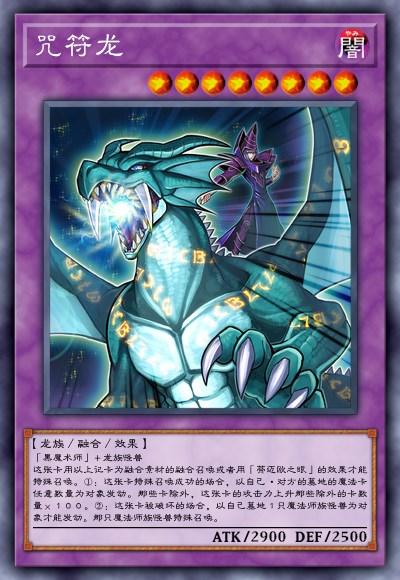 咒符龙
やみ
闇
【龙族／融合／效果】
「黑魔术师」+龙族怪兽
这张卡用以上记卡为融合素材的融合召唤或者用「蒂迈欧之眼」的效果才能
特殊召唤。①：这张卡特殊召唤成功的场合，以自己·对方的墓地的魔法卡
任意数量为对象发动。那些卡除外，这张卡的攻击力上升那些除外的卡数
量×100。②：这张卡被破坏的场合，以自己墓地1只魔法师族怪兽为对
象才能发动。那只魔法师族怪兽特殊召唤。
ATK/2900 DEF/2500